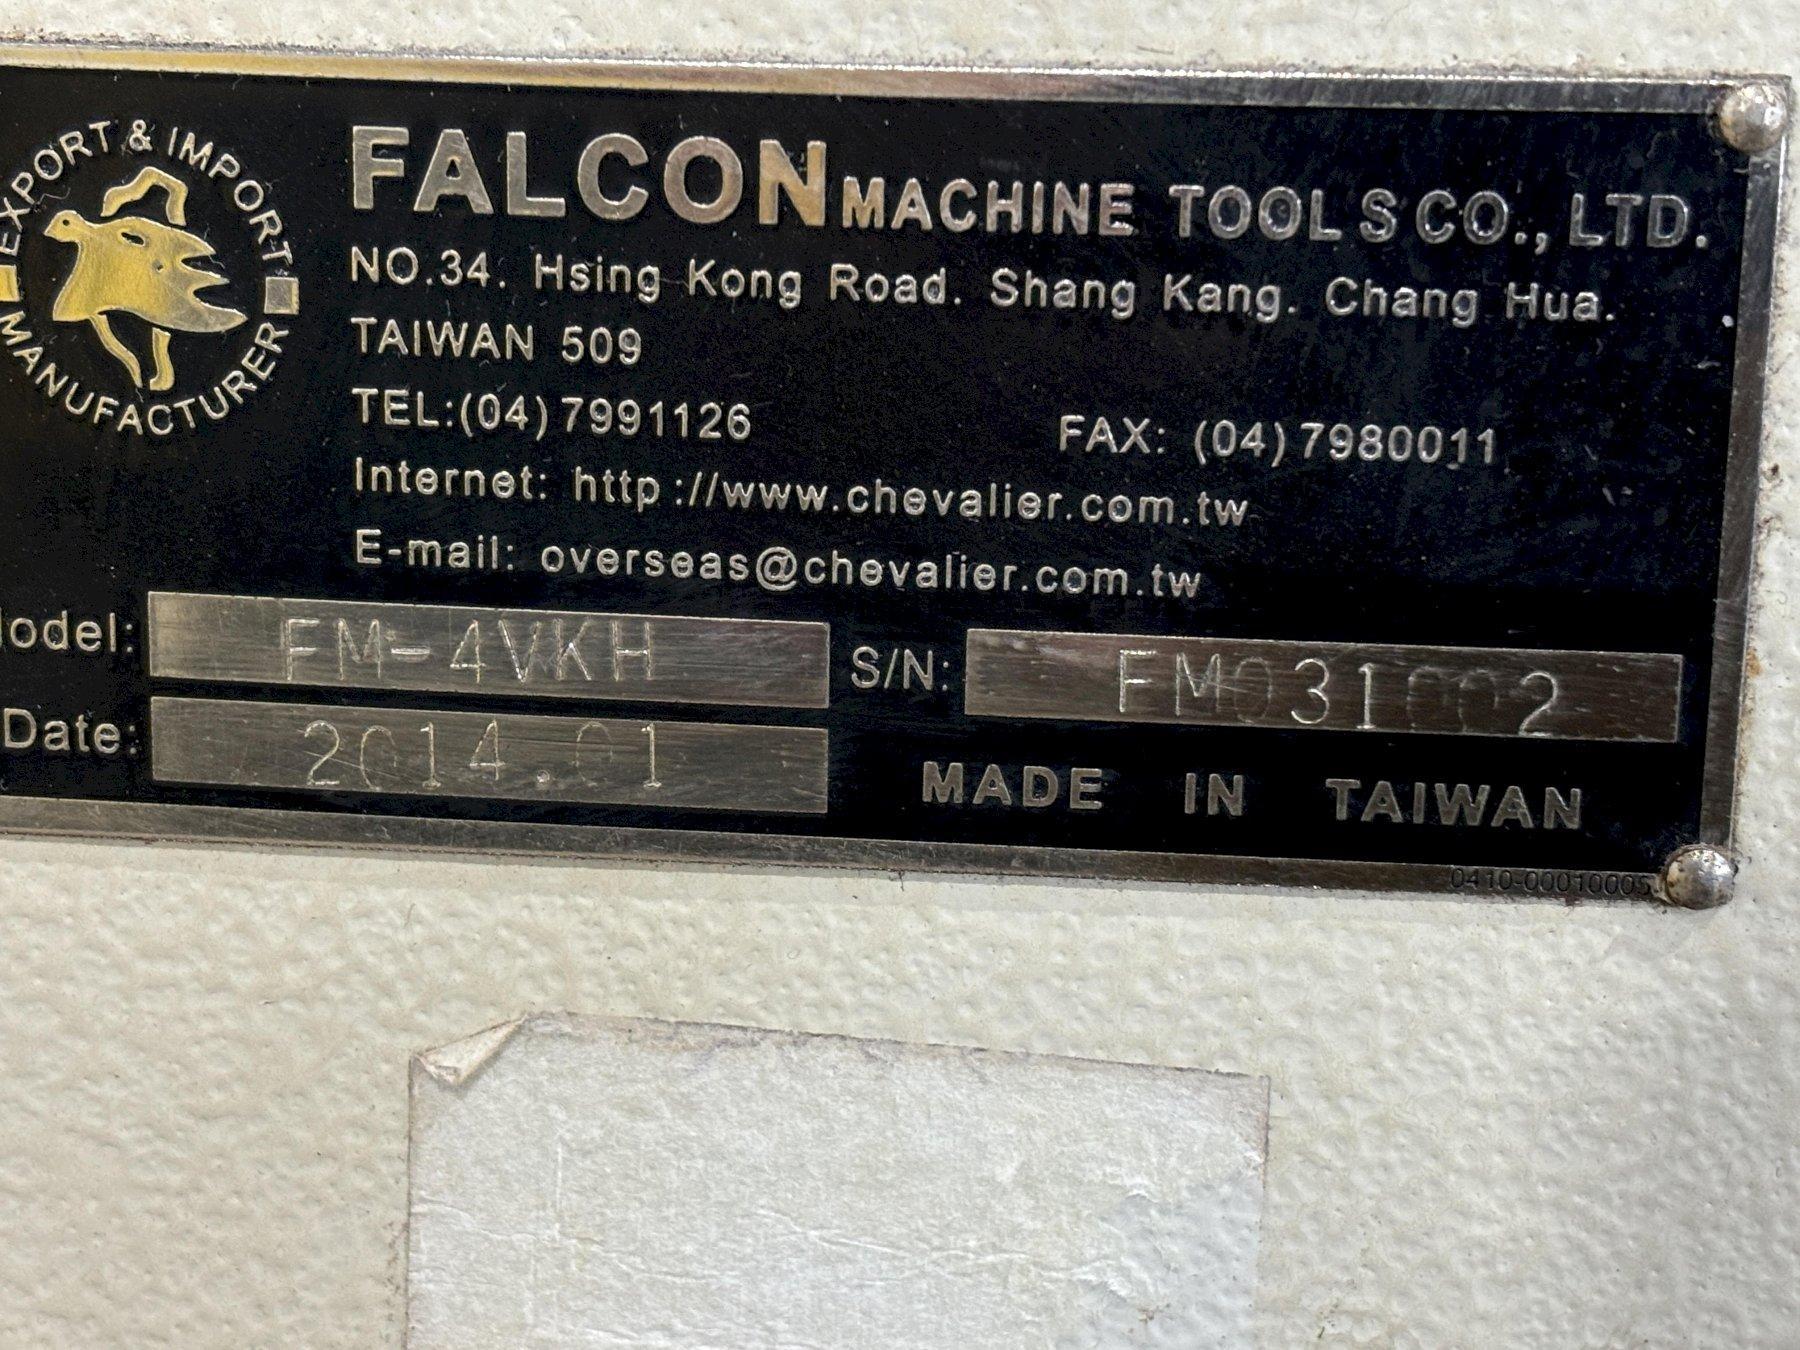 EXPORT & IMPORT
MANUFACTURER
FALCON MACHINE TOOLS CO., LTD.
NO.34. Hsing Kong Road. Shang Kang. Chang Hua.
TAIWAN 509
TEL:(04)7991126 FAX: (04)7980011
Internet: http://www.chevalier.com.tw
E-mail: overseas@chevalier.com.tw
odel: FM-4VKH S/N: FM031002
Date: 2014.01
MADE IN TAIWAN
0410-00010005